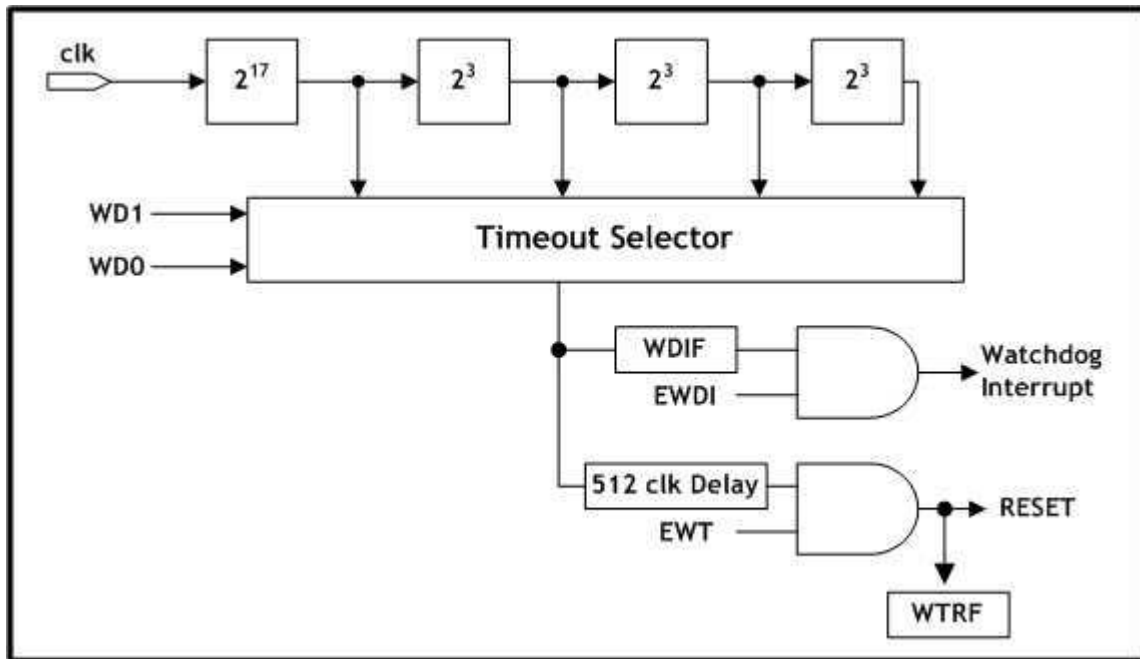 clk
2^17
2^3
2^3
2^3
WD1
WD0
Timeout Selector
WDIF
EWDI
Watchdog
Interrupt
512 clk Delay
EWT
RESET
WTRF